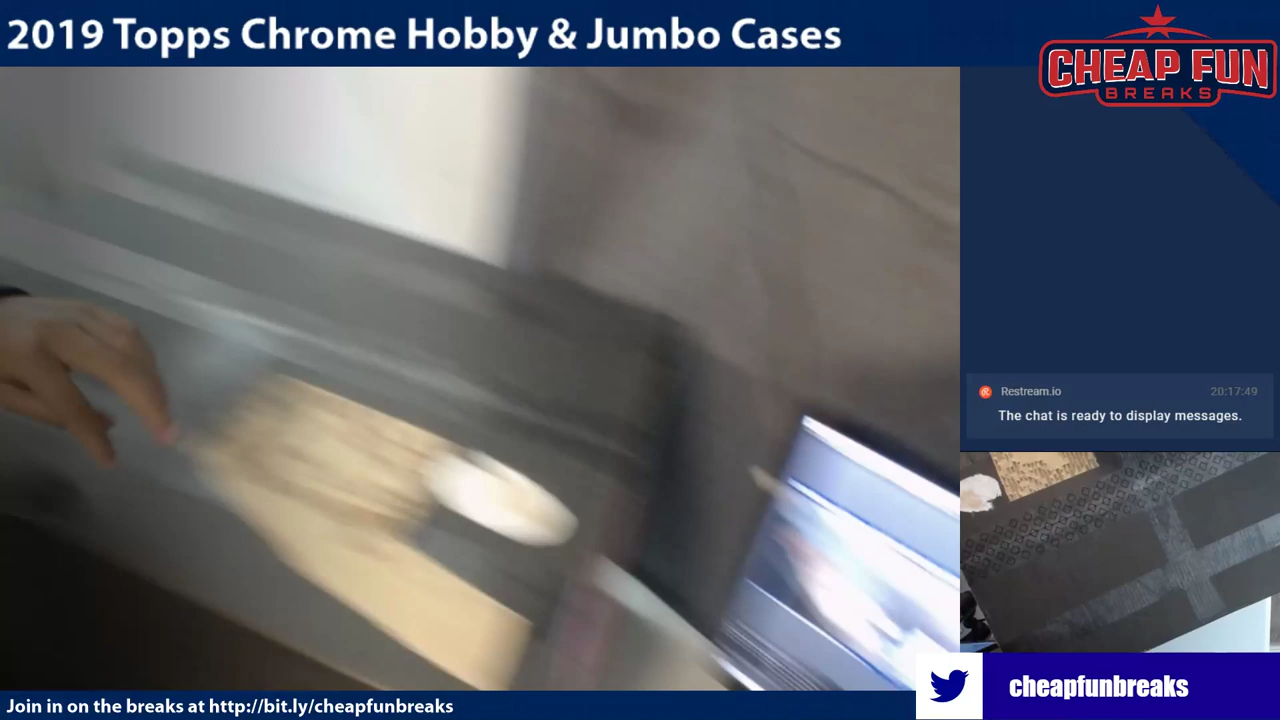 2019 Topps Chrome Hobby & Jumbo Cases
CHEAP FUN
BREAKS
Restream.io
20:17:49
The chat is ready to display messages.
cheapfunbreaks
Join in on the breaks at http://bit.ly/cheapfunbreaks